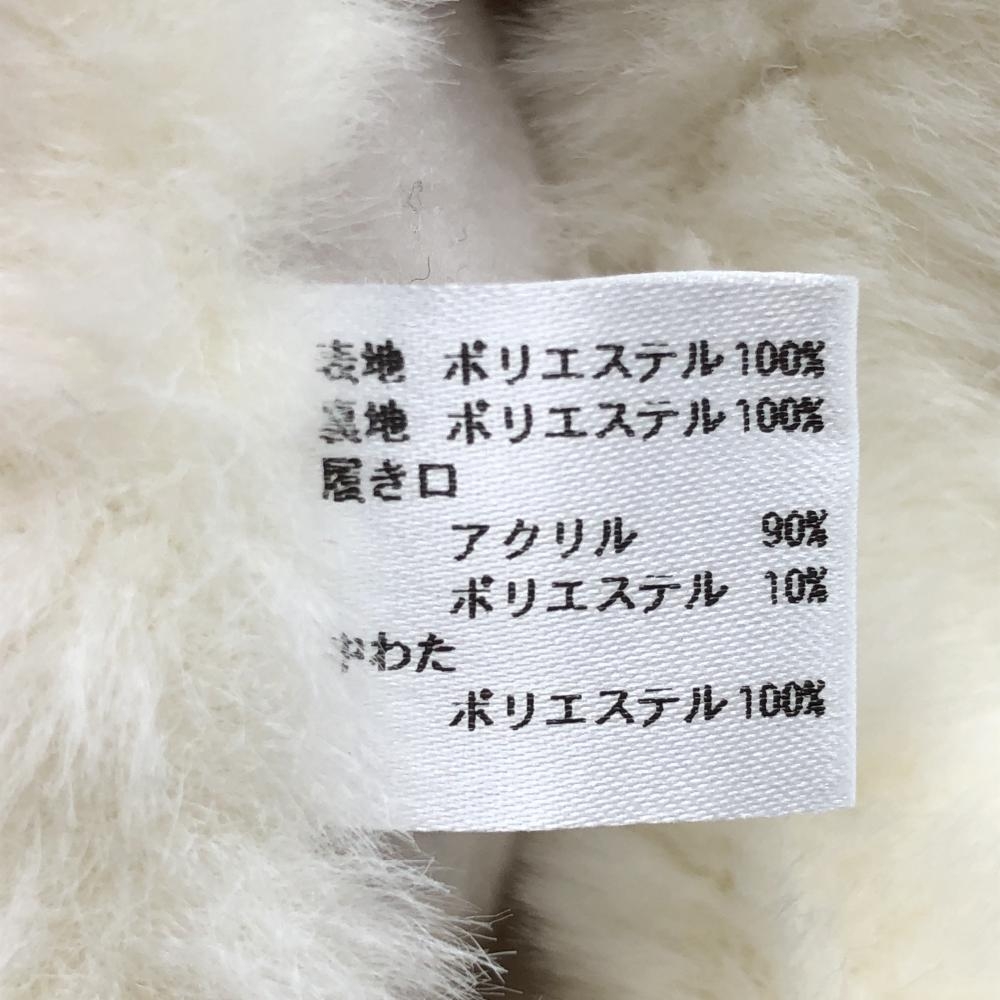 表地 ポリエステル100%
裏地 ポリエステル100%
履き口
アクリル 90%
ポリエステル 10%
中わた
ポリエステル100%